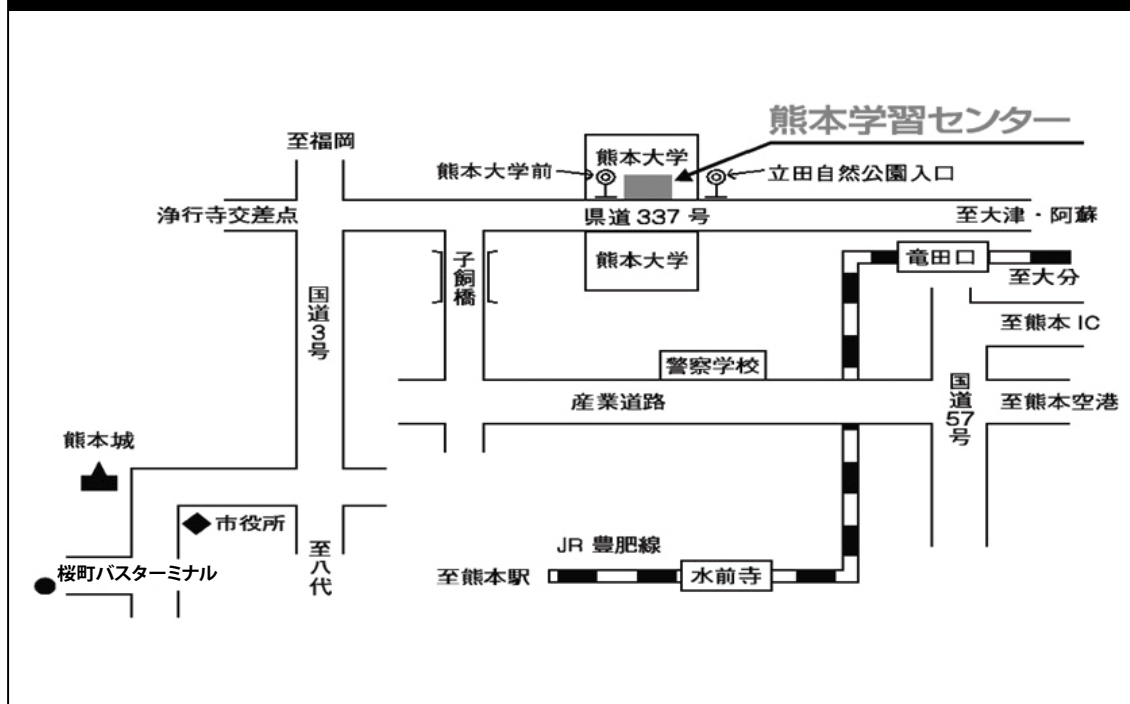 熊本学習センター
至福岡
熊本大学前
熊本大学
立田自然公園入口
浄行寺交差点
県道 337 号
至大津・阿蘇
子飼橋
熊本大学
竜田口
至大分
国道3号
至熊本 IC
警察学校
産業道路
国道57号
至熊本空港
熊本城
市役所
至八代
JR 豊肥線
桜町バスターミナル
至熊本駅
水前寺